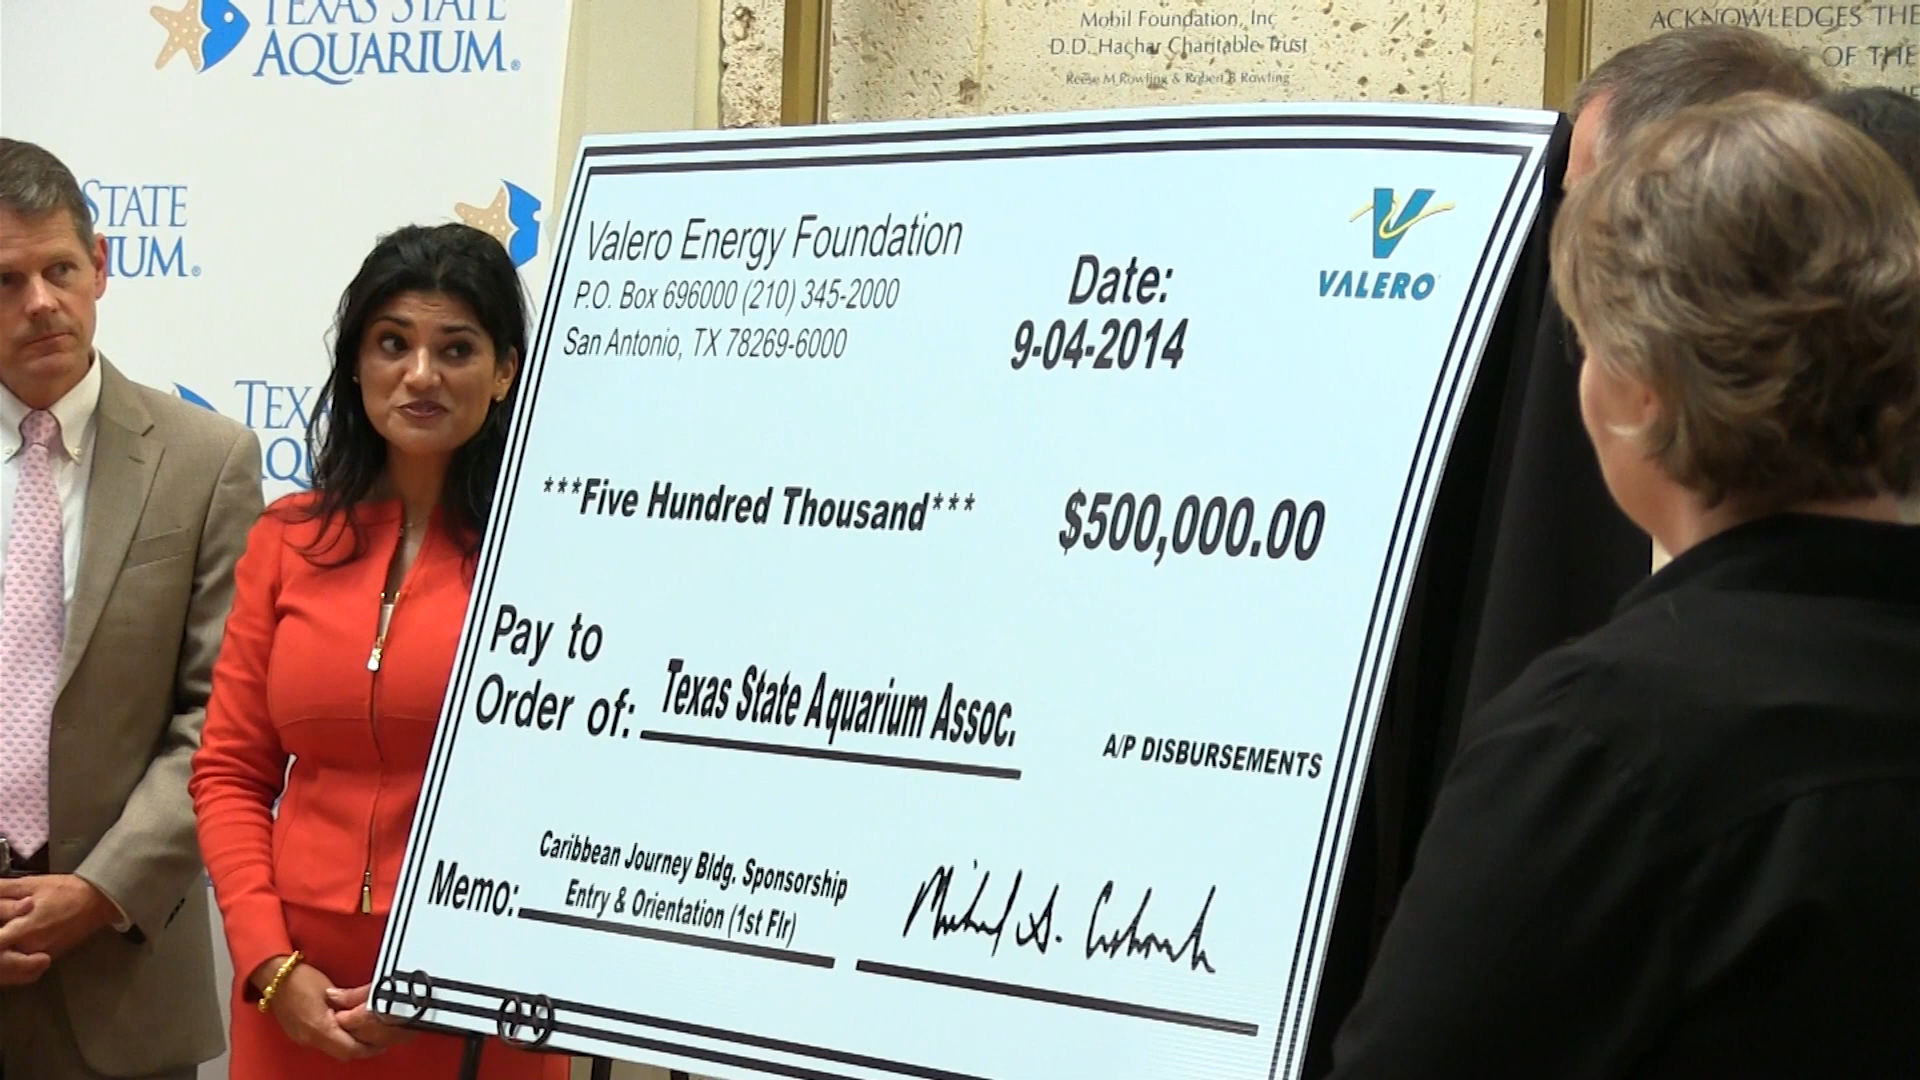 TEXAS STATE
AQUARIUM®
STATE
IUM®
TEXA
AQU
Mobil Foundation, Inc
D.D. Hachar Charitable Trust
Reese M Rowling & Robert B Rowling
ACKNOWLEDGES THE
OF THE
Valero Energy Foundation
P.O. Box 696000 (210) 345-2000
San Antonio, TX 78269-6000
Date:
9-04-2014
VALERO
***Five Hundred Thousand***
$500,000.00
Pay to
Order of:
Texas State Aquarium Assoc.
A/P DISBURSEMENTS
Memo:
Caribbean Journey Bldg. Sponsorship
Entry & Orientation (1st Flr)